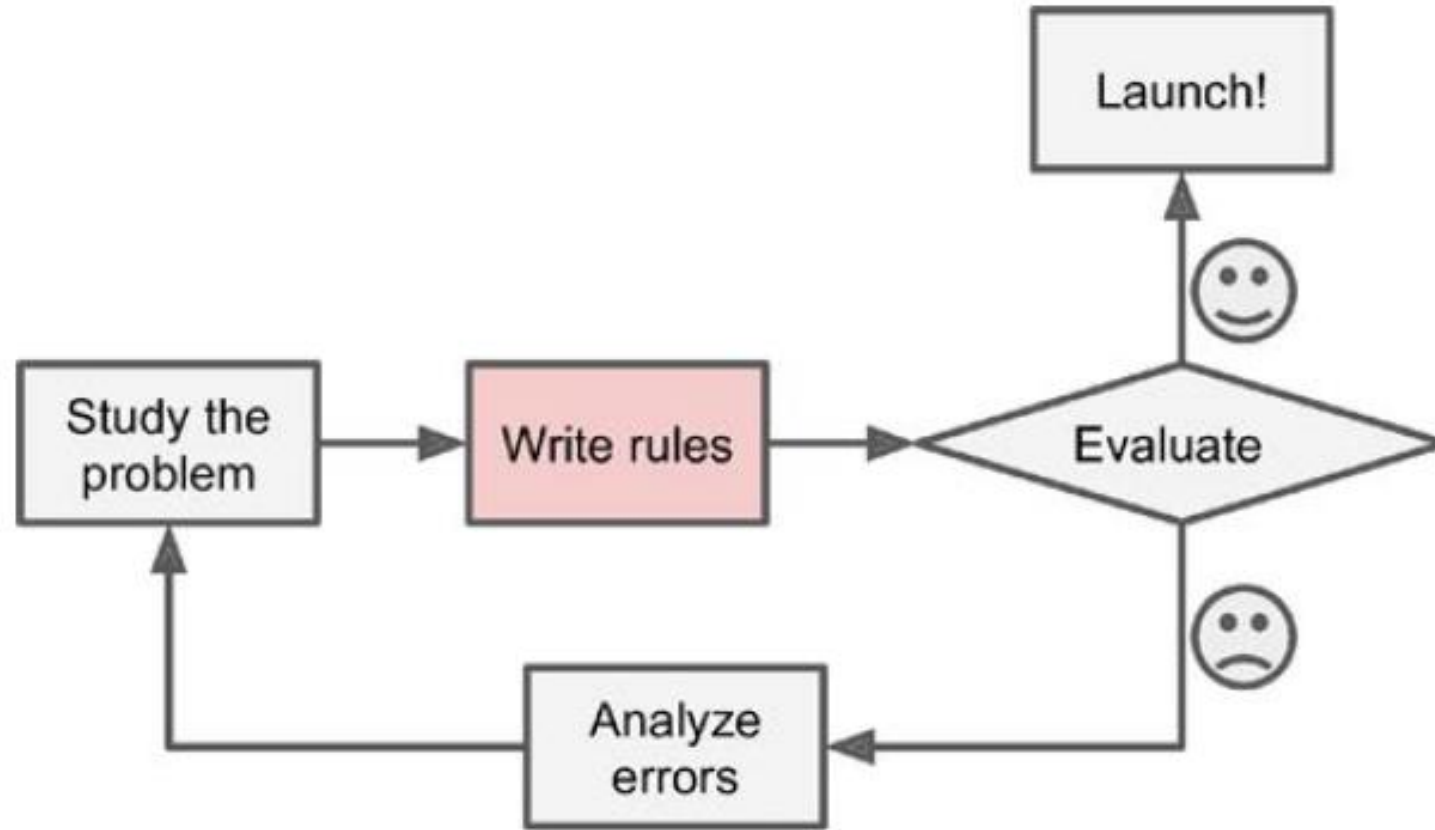 Launch!
Study the
problem
Write rules
Evaluate
Analyze
errors